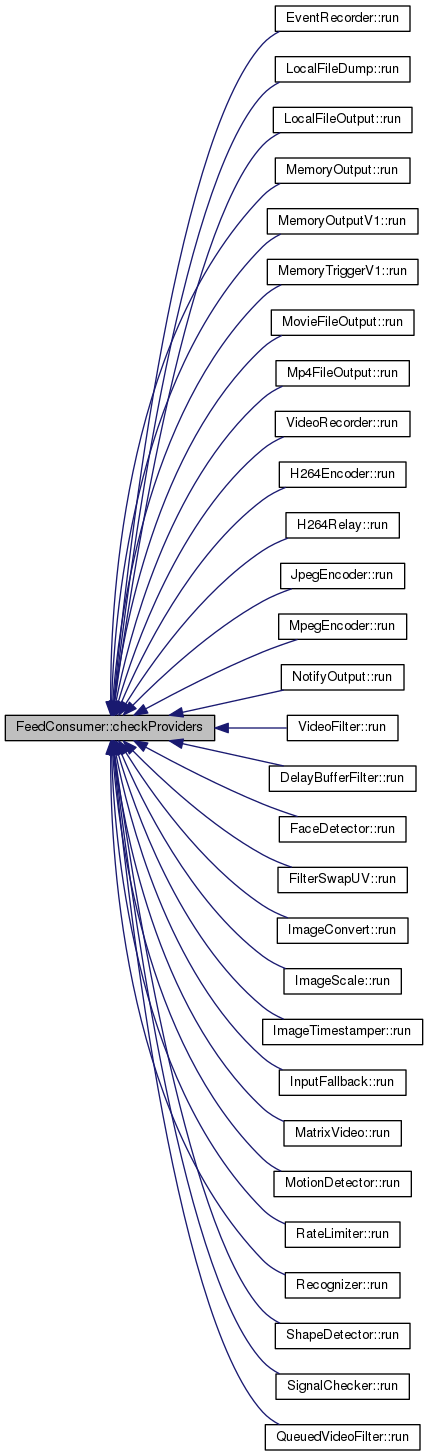 EventRecorder::run
LocalFileDump::run
LocalFileOutput::run
MemoryOutput::run
MemoryOutputV1::run
MemoryTriggerV1::run
MovieFileOutput::run
Mp4FileOutput::run
VideoRecorder::run
H264Encoder::run
H264Relay::run
JpegEncoder::run
MpegEncoder::run
NotifyOutput::run
FeedConsumer::checkProviders
VideoFilter::run
DelayBufferFilter::run
FaceDetector::run
FilterSwapUV::run
ImageConvert::run
ImageScale::run
ImageTimestamper::run
InputFallback::run
MatrixVideo::run
MotionDetector::run
RateLimiter::run
Recognizer::run
ShapeDetector::run
SignalChecker::run
QueuedVideoFilter::run